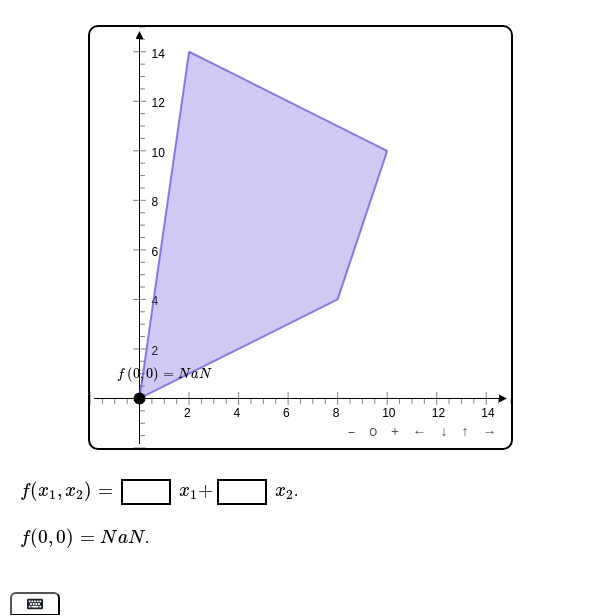 14
12
10
8
6
4
2
f(0,0) = NaN
2 4 6 8 10 12 14
− o + ← ↓ ↑ →
f(x₁, x₂) = x₁+ x₂.
f(0,0) = NaN.